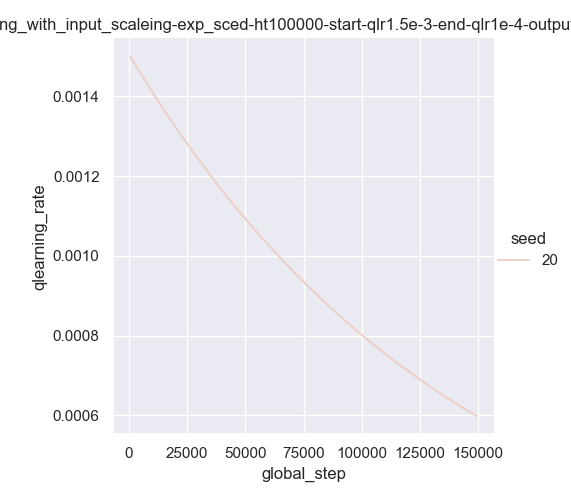 ng_with_input_scaleing-exp_sced-ht100000-start-qlr1.5e-3-end-qlr1e-4-output
0.0014
0.0012
0.0010
0.0008
0.0006
qlearning_rate
0 25000 50000 75000 100000 125000 150000
global_step
seed
20